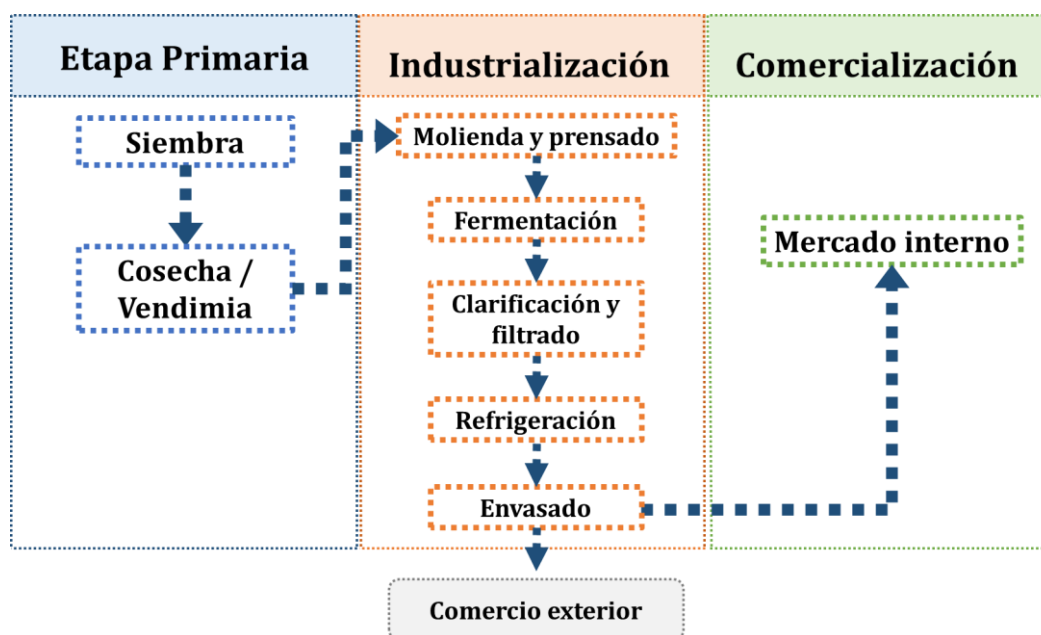 Etapa Primaria
Industrialización
Comercialización
Siembra
Cosecha /
Vendimia
Molienda y prensado
Fermentación
Clarificación y
filtrado
Refrigeración
Envasado
Mercado interno
Comercio exterior